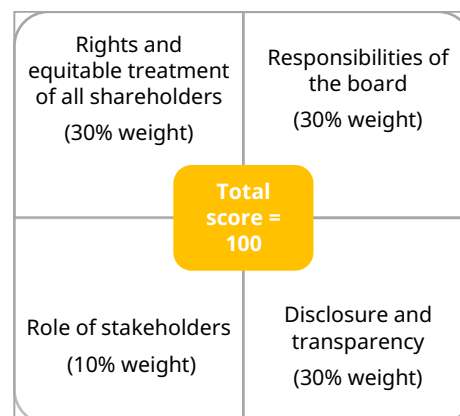 Rights and
equitable treatment
of all shareholders
(30% weight)
Responsibilities of
the board
(30% weight)
Total
score =
100
Role of stakeholders
(10% weight)
Disclosure and
transparency
(30% weight)